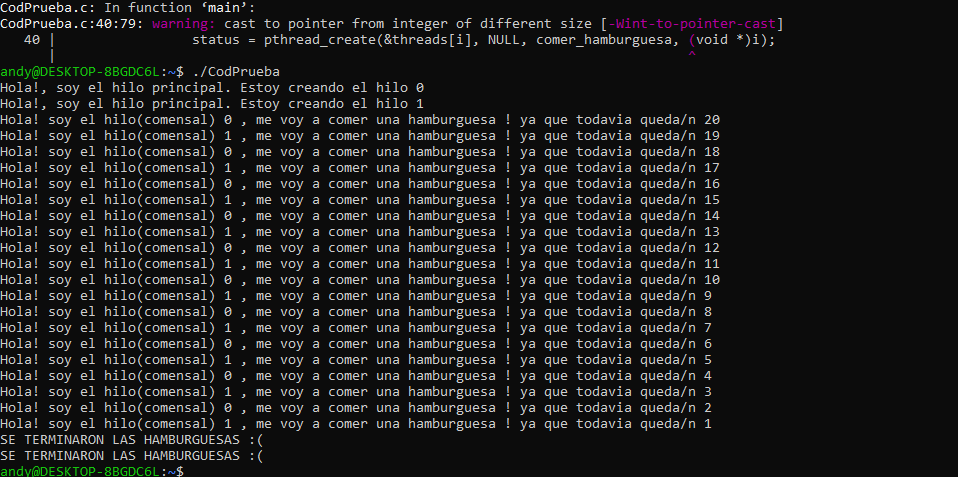 CodPrueba.c: In function ‘main’:
CodPrueba.c:40:79: warning: cast to pointer from integer of different size [-Wint-to-pointer-cast]
   40 |                 status = pthread_create(&threads[i], NULL, comer_hamburguesa, (void *)i);
      |                                                                               ^
andy@DESKTOP-8BGDC6L:~$ ./CodPrueba
Hola!, soy el hilo principal. Estoy creando el hilo 0
Hola!, soy el hilo principal. Estoy creando el hilo 1
Hola! soy el hilo(comensal) 0 , me voy a comer una hamburguesa ! ya que todavia queda/n 20
Hola! soy el hilo(comensal) 1 , me voy a comer una hamburguesa ! ya que todavia queda/n 19
Hola! soy el hilo(comensal) 0 , me voy a comer una hamburguesa ! ya que todavia queda/n 18
Hola! soy el hilo(comensal) 1 , me voy a comer una hamburguesa ! ya que todavia queda/n 17
Hola! soy el hilo(comensal) 0 , me voy a comer una hamburguesa ! ya que todavia queda/n 16
Hola! soy el hilo(comensal) 1 , me voy a comer una hamburguesa ! ya que todavia queda/n 15
Hola! soy el hilo(comensal) 0 , me voy a comer una hamburguesa ! ya que todavia queda/n 14
Hola! soy el hilo(comensal) 1 , me voy a comer una hamburguesa ! ya que todavia queda/n 13
Hola! soy el hilo(comensal) 0 , me voy a comer una hamburguesa ! ya que todavia queda/n 12
Hola! soy el hilo(comensal) 1 , me voy a comer una hamburguesa ! ya que todavia queda/n 11
Hola! soy el hilo(comensal) 0 , me voy a comer una hamburguesa ! ya que todavia queda/n 10
Hola! soy el hilo(comensal) 1 , me voy a comer una hamburguesa ! ya que todavia queda/n 9
Hola! soy el hilo(comensal) 0 , me voy a comer una hamburguesa ! ya que todavia queda/n 8
Hola! soy el hilo(comensal) 1 , me voy a comer una hamburguesa ! ya que todavia queda/n 7
Hola! soy el hilo(comensal) 0 , me voy a comer una hamburguesa ! ya que todavia queda/n 6
Hola! soy el hilo(comensal) 1 , me voy a comer una hamburguesa ! ya que todavia queda/n 5
Hola! soy el hilo(comensal) 0 , me voy a comer una hamburguesa ! ya que todavia queda/n 4
Hola! soy el hilo(comensal) 1 , me voy a comer una hamburguesa ! ya que todavia queda/n 3
Hola! soy el hilo(comensal) 0 , me voy a comer una hamburguesa ! ya que todavia queda/n 2
Hola! soy el hilo(comensal) 1 , me voy a comer una hamburguesa ! ya que todavia queda/n 1
SE TERMINARON LAS HAMBURGUESAS :(
SE TERMINARON LAS HAMBURGUESAS :(
andy@DESKTOP-8BGDC6L:~$